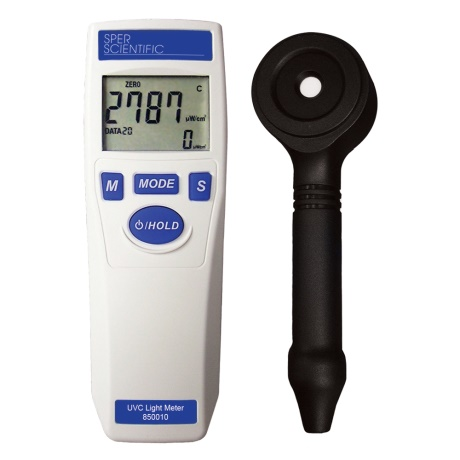 SPER
SCIENTIFIC
ZERO
C
2787 µW/cm²
DATA20
0 µW/cm²
M MODE S
/HOLD
UVC Light Meter
850010